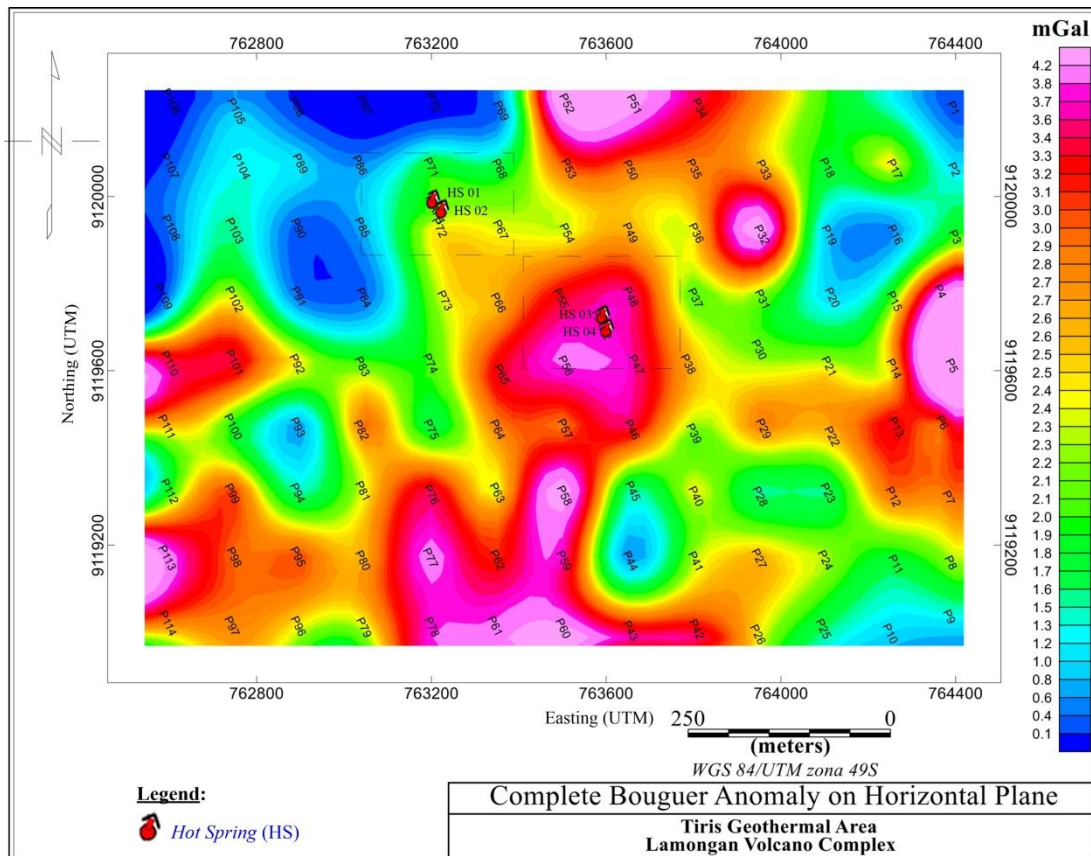 762800 763200 763600 764000 764400
mGal
P106 P105 P88 P87 P70 P69 P52 P51 P34 P1
P107 P104 P89 P86 P71 P68 P53 P50 P35 P33 P18 P17 P2
HS 01
HS 02
P108 P103 P90 P85 P72 P67 P54 P49 P36 P32 P19 P16 P3
P109 P102 P91 P84 P73 P66 P55 P48 P37 P31 P20 P15 P4
HS 03
HS 04
P110 P101 P92 P83 P74 P65 P56 P47 P38 P30 P21 P14 P5
P111 P100 P93 P82 P75 P64 P57 P46 P39 P29 P22 P13 P6
P112 P99 P94 P81 P76 P63 P58 P45 P40 P28 P23 P12 P7
P113 P98 P95 P80 P77 P62 P59 P44 P41 P27 P24 P11 P8
P114 P97 P96 P79 P78 P61 P60 P43 P42 P26 P25 P10 P9
Northing (UTM)
9120000
9119600
9119200
9120000
9119600
9119200
4.2
3.8
3.7
3.6
3.4
3.3
3.2
3.0
2.9
2.8
2.7
2.7
2.6
2.5
2.4
2.4
2.3
2.3
2.2
2.1
2.1
2.0
1.9
1.8
1.7
1.6
1.5
1.3
1.2
1.0
0.8
0.6
0.4
0.1
762800 763200 763600 764000 764400
Easting (UTM)
250 0
(meters)
WGS 84/UTM zona 49S
Legend:
Hot Spring (HS)
Complete Bouguer Anomaly on Horizontal Plane
Tiris Geothermal Area
Lamongan Volcano Complex